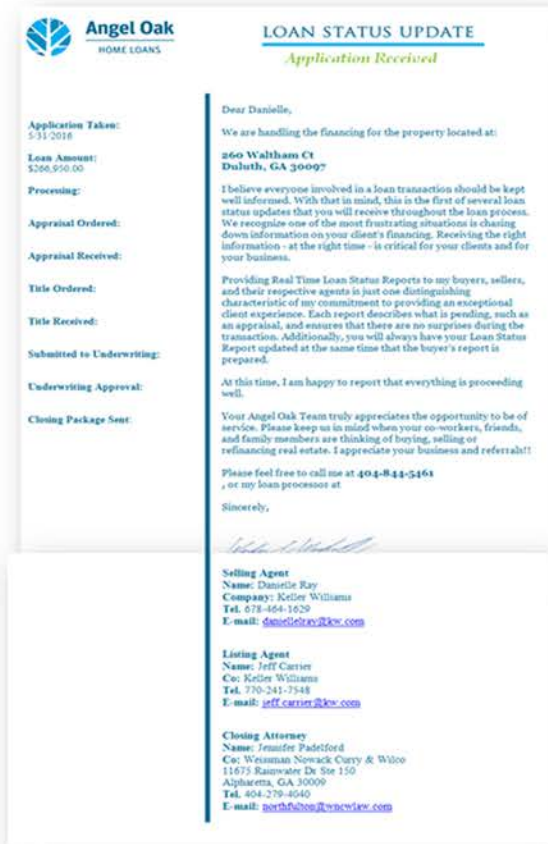 Angel Oak
HOME LOANS
LOAN STATUS UPDATE
Application Received
Application Taken:
5/31/2016
Loan Amount:
$266,950.00
Processing:
Appraisal Ordered:
Appraisal Received:
Title Ordered:
Title Received:
Submitted to Underwriting:
Underwriting Approval:
Closing Package Sent:
Dear Danielle,
We are handling the financing for the property located at:
260 Waltham Ct
Duluth, GA 30097
I believe everyone involved in a loan transaction should be kept
well informed. With that in mind, this is the first of several loan
status updates that you will receive throughout the loan process.
We recognize one of the most frustrating situations is chasing
down information on your client's financing. Receiving the right
information - at the right time - is critical for your clients and for
your business.
Providing Real Time Loan Status Reports to my buyers, sellers,
and their respective agents is just one distinguishing
characteristic of my commitment to providing an exceptional
client experience. Each report describes what is pending, such as
an appraisal, and ensures that there are no surprises during the
transaction. Additionally, you will always have your Loan Status
Report updated at the same time that the buyer's report is
prepared.
At this time, I am happy to report that everything is proceeding
well.
Your Angel Oak Team truly appreciates the opportunity to be of
service. Please keep us in mind when your co-workers, friends,
and family members are thinking of buying, selling or
refinancing real estate. I appreciate your business and referrals!!
Please feel free to call me at 404-844-5461
, or my loan processor at
Sincerely,
Selling Agent
Name: Danielle Ray
Company: Keller Williams
Tel. 678-464-1629
E-mail: daniellelray@kw.com
Listing Agent
Name: Jeff Carrier
Co: Keller Williams
Tel. 770-241-7548
E-mail: jeff.carrier@kw.com
Closing Attorney
Name: Jennifer Padelford
Co: Weissman Nowack Curry & Wilco
11675 Rainwater Dr Ste 150
Alpharetta, GA 30009
Tel. 404-279-4040
E-mail: northfulton@wncwlaw.com